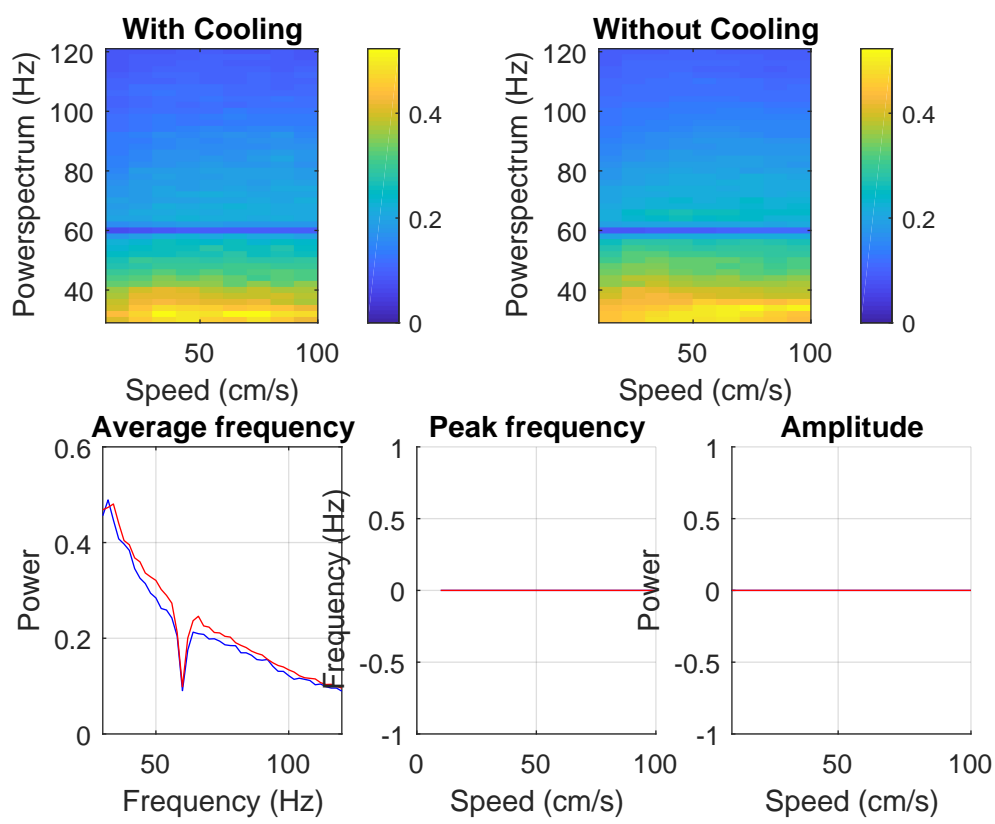 With Cooling
Powerspectrum (Hz)
120
100
80
60
40
50
100
Speed (cm/s)
0.4
0.2
0
Without Cooling
Powerspectrum (Hz)
120
100
80
60
40
50
100
Speed (cm/s)
0.4
0.2
0
Average frequency
Power
0.6
0.4
0.2
0
50
100
Frequency (Hz)
Peak frequency
Frequency (Hz)
1
0.5
0
-0.5
-1
0
50
100
Speed (cm/s)
Amplitude
Power
1
0.5
0
-0.5
-1
50
100
Speed (cm/s)